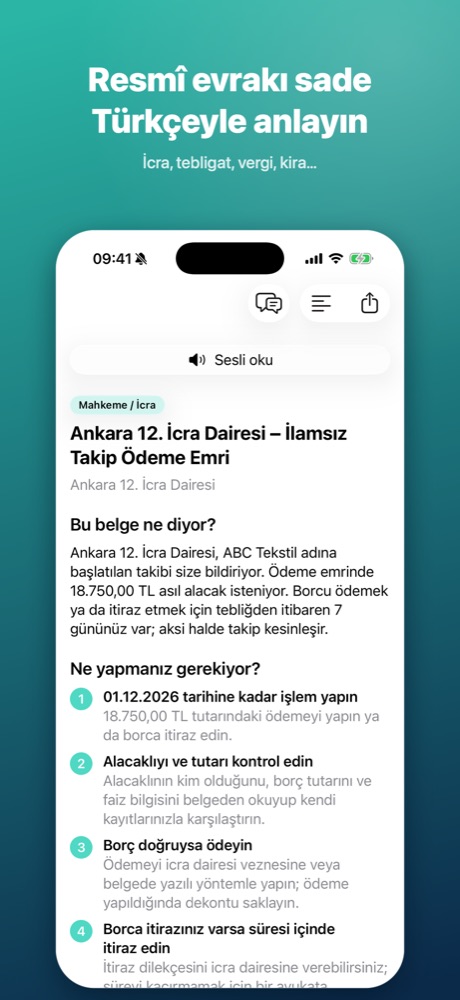 Resmî evrakı sade
Türkçeyle anlayın
İcra, tebligat, vergi, kira...
09:41
Sesli oku
Mahkeme / İcra
Ankara 12. İcra Dairesi – İlamsız
Takip Ödeme Emri
Ankara 12. İcra Dairesi
Bu belge ne diyor?
Ankara 12. İcra Dairesi, ABC Tekstil adına
başlatılan takibi size bildiriyor. Ödeme emrinde
18.750,00 TL asıl alacak isteniyor. Borcu ödemek
ya da itiraz etmek için tebliğden itibaren 7
gününüz var; aksi halde takip kesinleşir.
Ne yapmanız gerekiyor?
1 01.12.2026 tarihine kadar işlem yapın
18.750,00 TL tutarındaki ödemeyi yapın ya
da borca itiraz edin.
2 Alacaklıyı ve tutarı kontrol edin
Alacaklının kim olduğunu, borç tutarını ve
faiz bilgisini belgeden okuyup kendi
kayıtlarınızla karşılaştırın.
3 Borç doğruysa ödeyin
Ödemeyi icra dairesi veznesine veya
belgede yazılı yöntemle yapın; ödeme
yapıldığında dekontu saklayın.
4 Borca itirazınız varsa süresi içinde
itiraz edin
İtiraz dilekçesini icra dairesine verebilirsiniz;
süreyi kaçırmamak için bir avukata